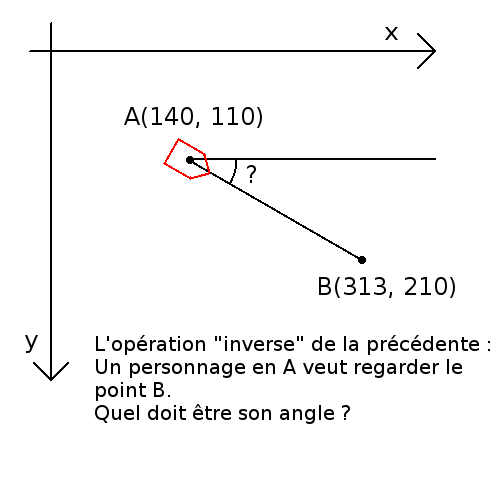 x
A(140, 110)
?
B(313, 210)
y
L'opération "inverse" de la précédente :
Un personnage en A veut regarder le
point B.
Quel doit être son angle ?